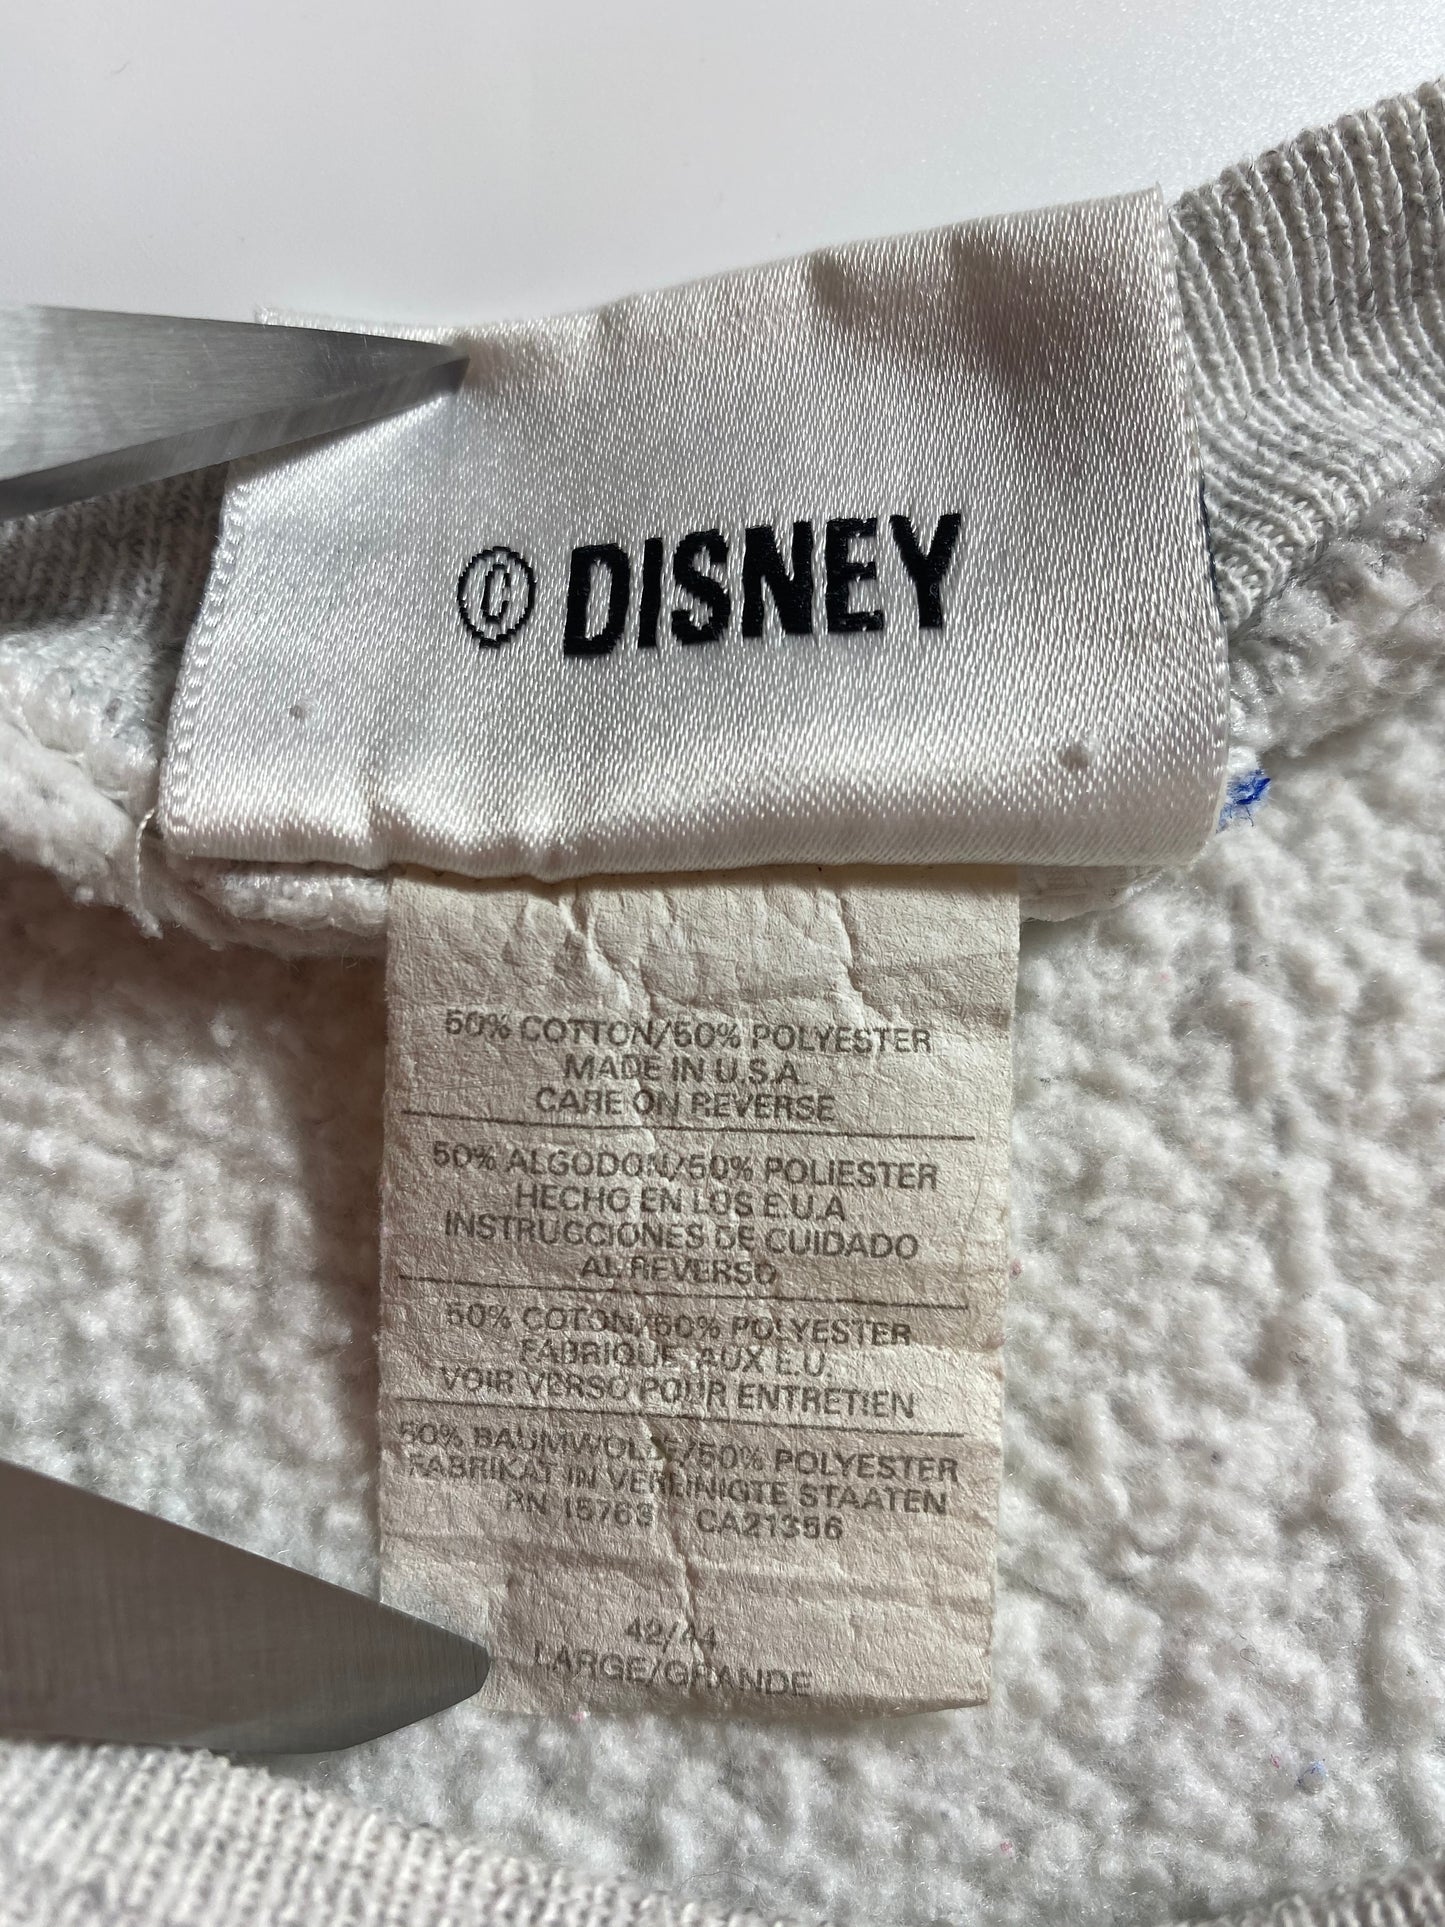 © DISNEY
50% COTTON/50% POLYESTER
MADE IN U.S.A.
CARE ON REVERSE
50% ALGODON/50% POLIESTER
HECHO EN LOS E.U.A
INSTRUCCIONES DE CUIDADO
AL REVERSO
50% COTON/50% POLYESTER
FABRIQUE AUX E.U.
VOIR VERSO POUR ENTRETIEN
50% BAUMWOLLE/50% POLYESTER
FABRIKAT IN VEREINIGTE STAATEN
RN 15763 CA21356
42/44
LARGE/GRANDE